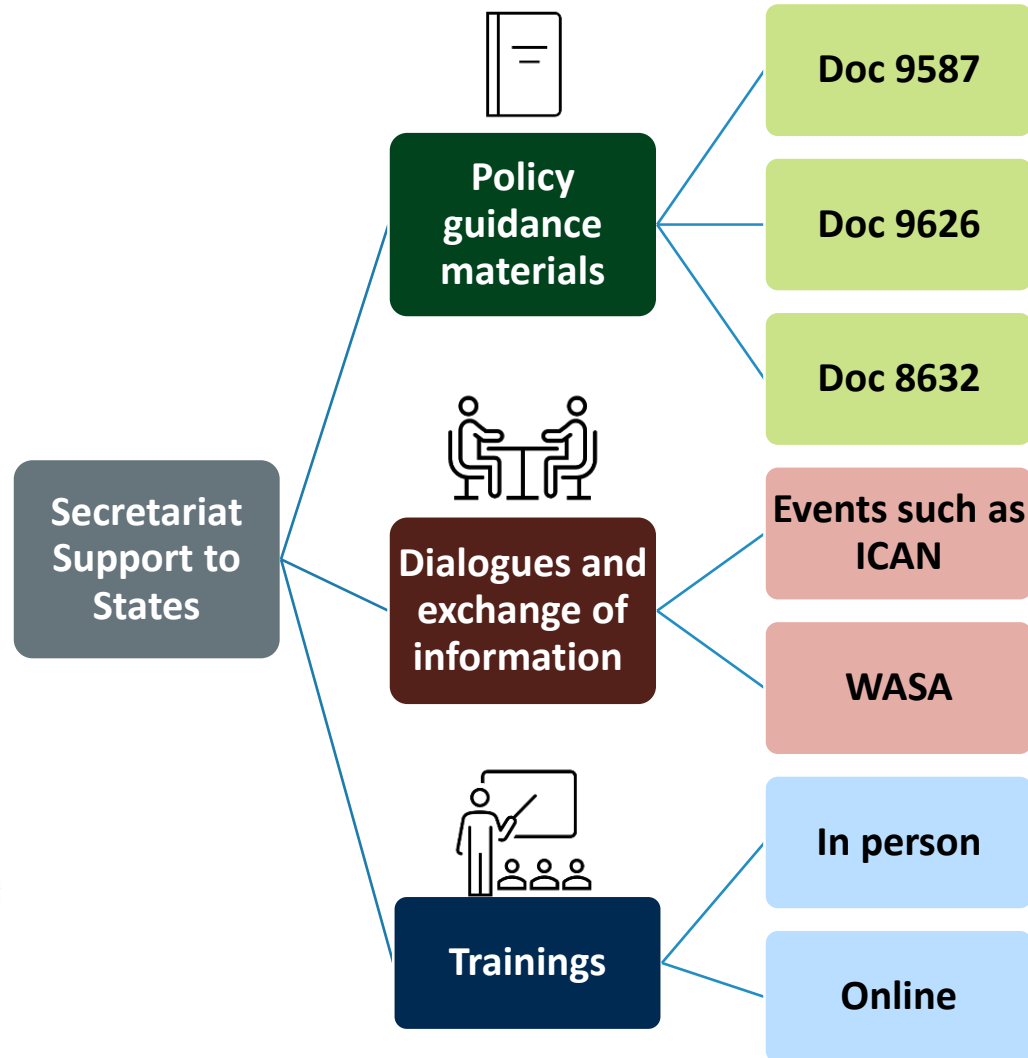 Secretariat
Support to
States
Policy
guidance
materials
Doc 9587
Doc 9626
Doc 8632
Dialogues and
exchange of
information
Events such as
ICAN
WASA
Trainings
In person
Online